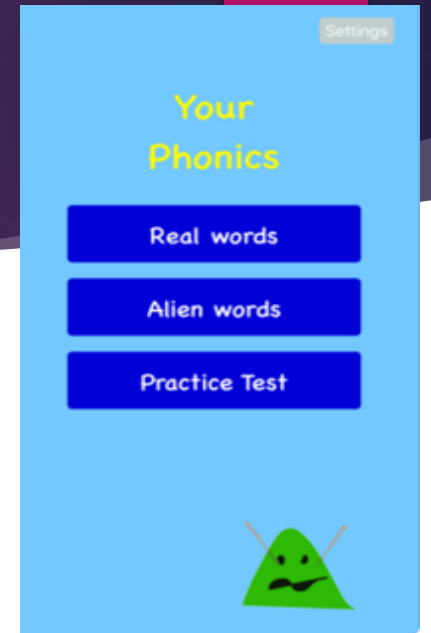 Settings
Your
Phonics
Real words
Alien words
Practice Test